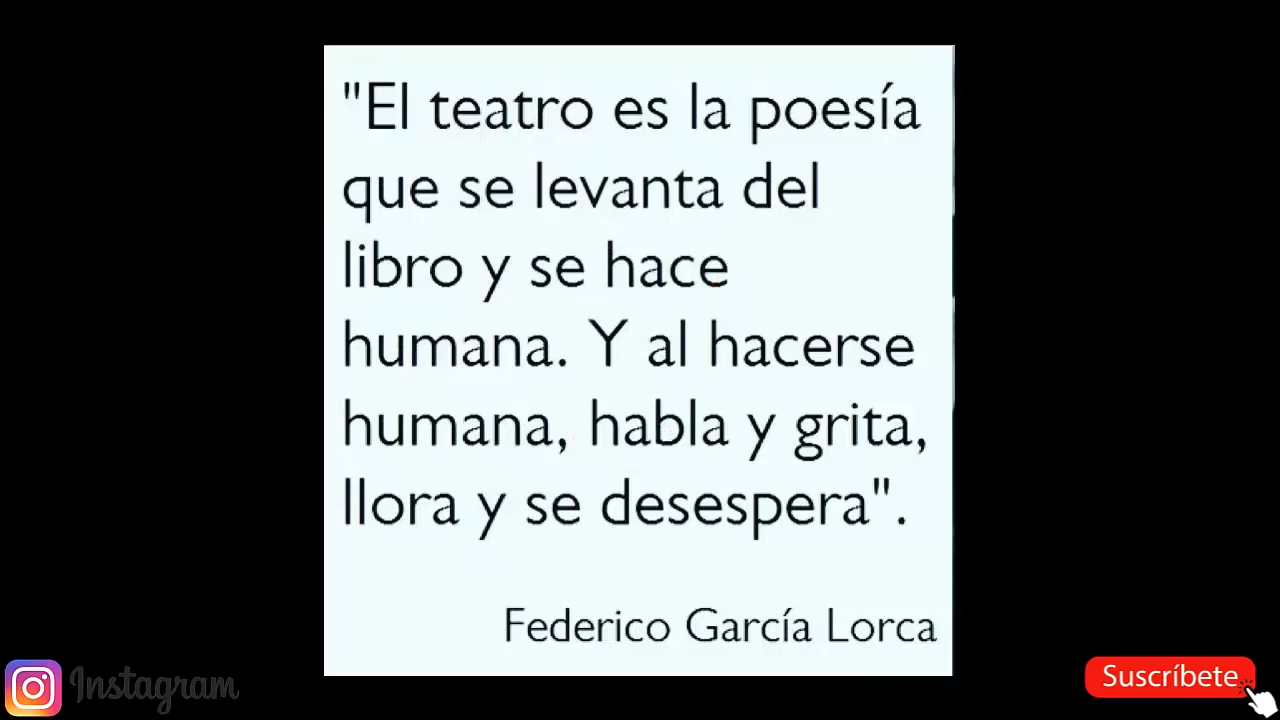 "El teatro es la poesía
que se levanta del
libro y se hace
humana. Y al hacerse
humana, habla y grita,
llora y se desespera".
Federico García Lorca
Instagram
Suscríbete